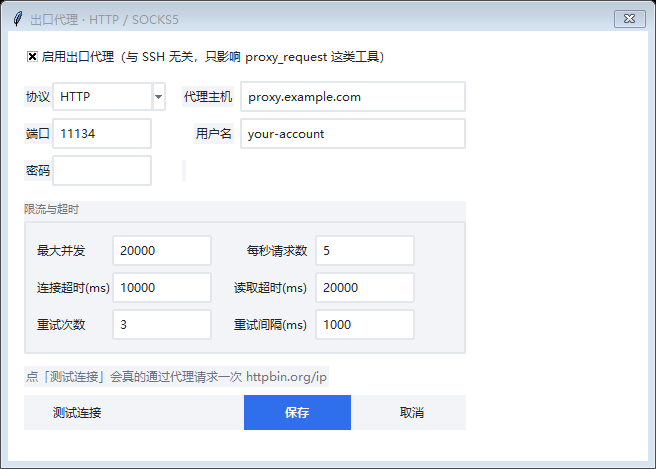 出口代理 · HTTP / SOCKS5
启用出口代理（与 SSH 无关，只影响 proxy_request 这类工具）
协议 HTTP 代理主机 proxy.example.com
端口 11134 用户名 your-account
密码
限流与超时
最大并发 20000 每秒请求数 5
连接超时(ms) 10000 读取超时(ms) 20000
重试次数 3 重试间隔(ms) 1000
点「测试连接」会真的通过代理请求一次 httpbin.org/ip
测试连接 保存 取消